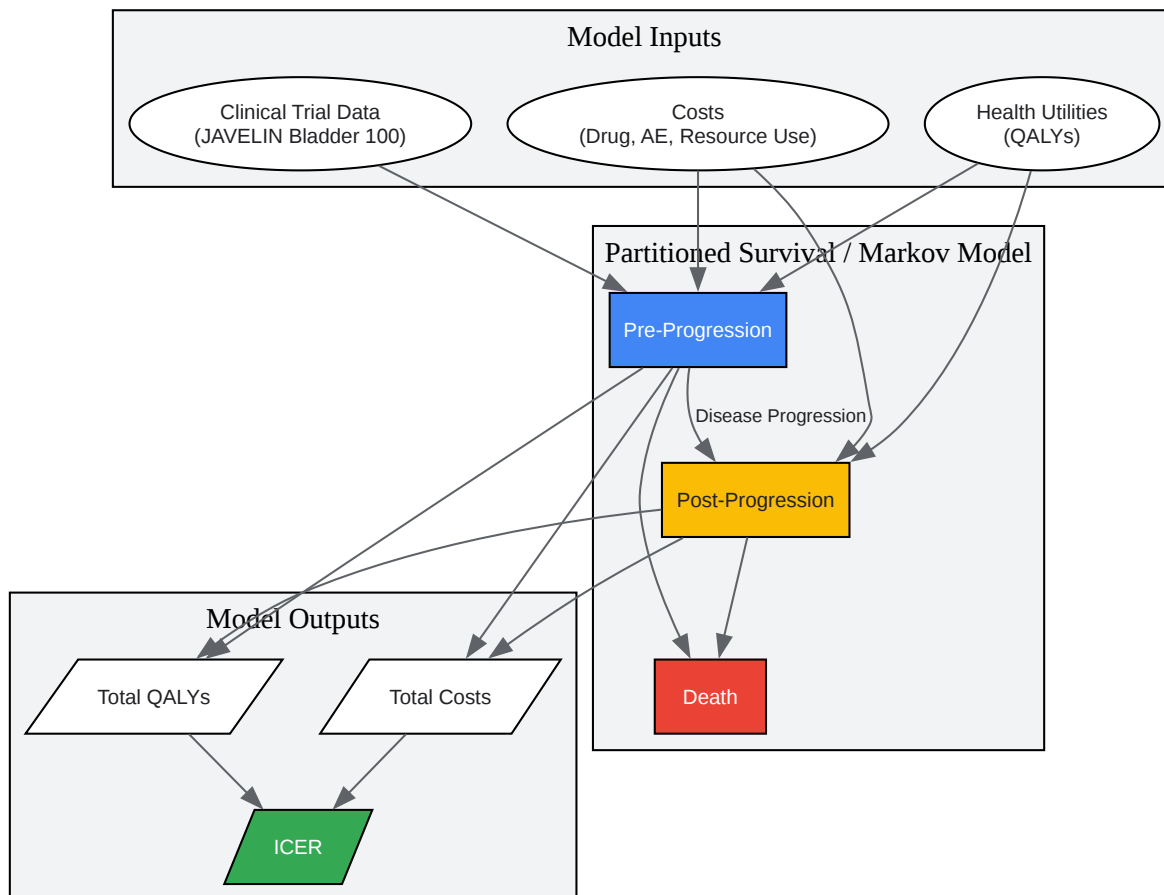 Model Inputs
Clinical Trial Data
(JAVELIN Bladder 100)
Costs
(Drug, AE, Resource Use)
Health Utilities
(QALYs)
Partitioned Survival / Markov Model
Pre-Progression
Disease Progression
Post-Progression
Death
Model Outputs
Total QALYs
Total Costs
ICER